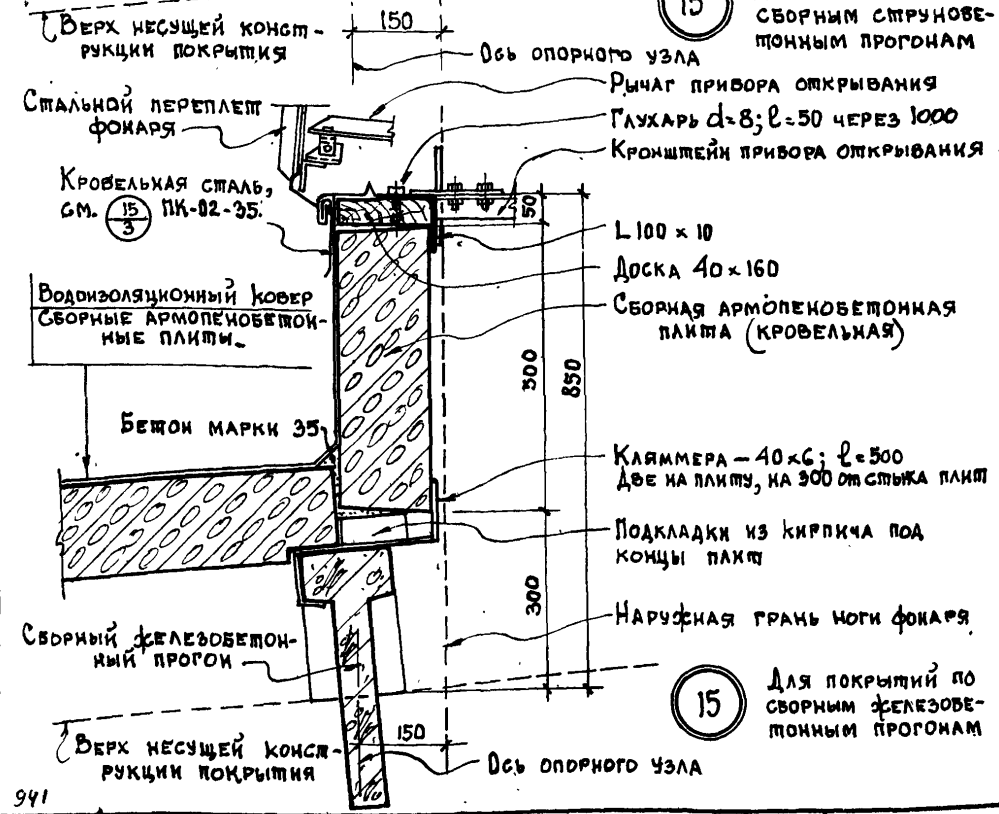 Верх несущей конст-
рукции покрытия
150
Ось опорного узла
15
сборным струнобе-
тонным прогонам
Стальной переплет
фонаря
Рычаг прибора открывания
Глухарь d=8; ℓ=50 через 1000
Кронштейн прибора открывания
Кровельная сталь,
см. 15/3 ПК-02-35.
50
L 100 × 10
Доска 40 × 160
Водоизоляционный ковер
Сборные армопенобетон-
ные плиты.
Сборная армопенобетонная
плита (кровельная)
500
850
Бетон марки 35
Кляммера – 40×6; ℓ=500
Две на плиту, на 300 от стыка плит
Подкладки из кирпича под
концы плит
300
Наружная грань ноги фонаря
Сборный железобетон-
ный прогон
15
Для покрытий по
сборным железобе-
тонным прогонам
150
Верх несущей конст-
рукции покрытия
Ось опорного узла
941